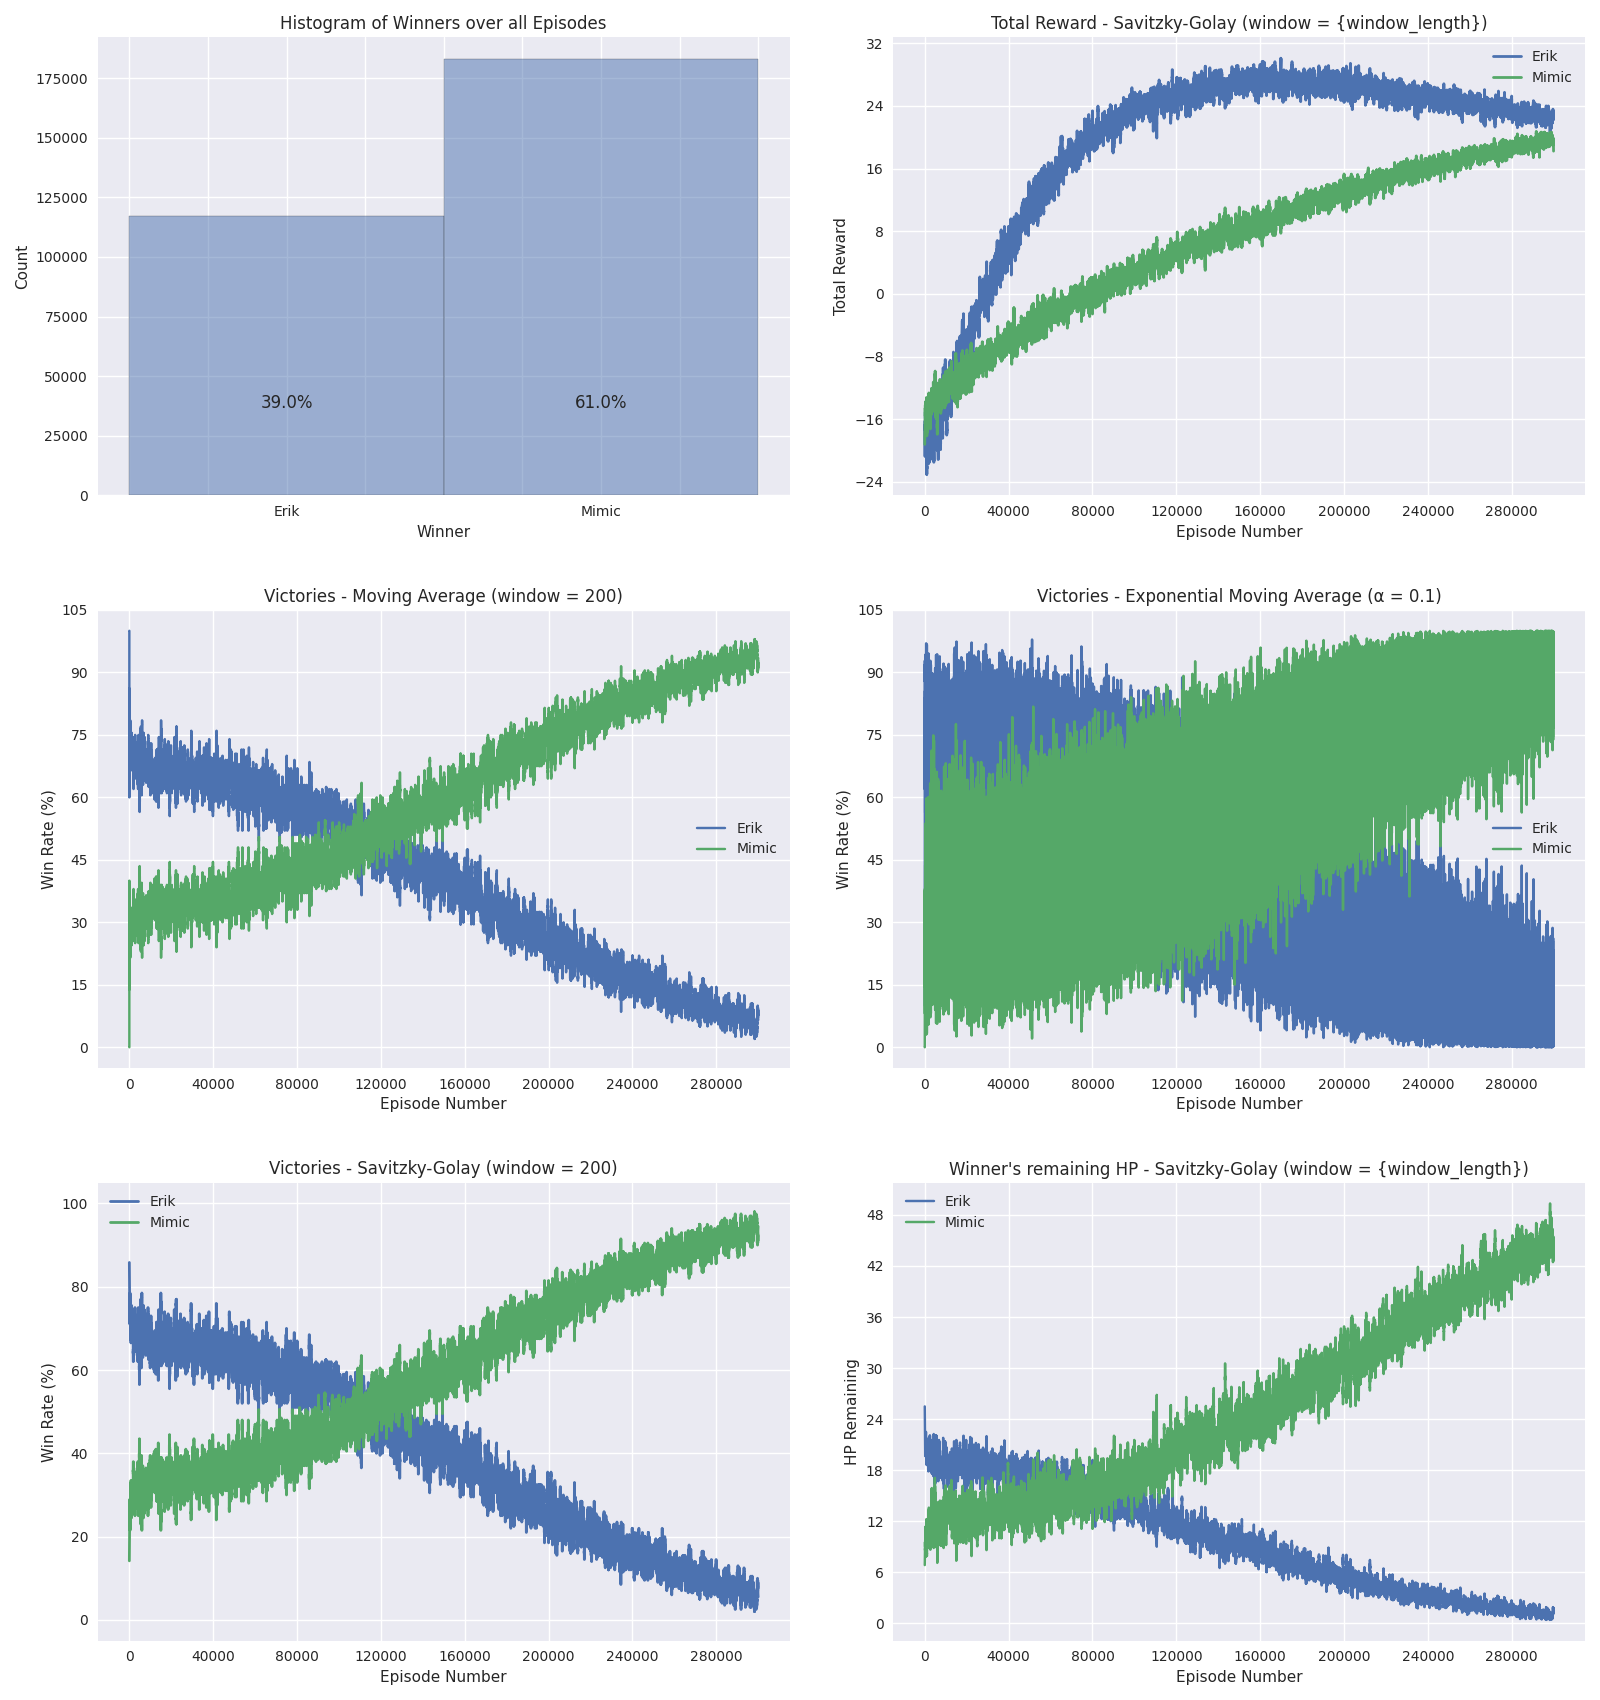 Histogram of Winners over all Episodes
175000
150000
125000
100000
75000
50000
25000
0
Count
39.0%
61.0%
Erik
Mimic
Winner
Total Reward - Savitzky-Golay (window = {window_length})
32
24
16
8
0
−8
−16
−24
Total Reward
Erik
Mimic
0
40000
80000
120000
160000
200000
240000
280000
Episode Number
Victories - Moving Average (window = 200)
105
90
75
60
45
30
15
0
Win Rate (%)
Erik
Mimic
0
40000
80000
120000
160000
200000
240000
280000
Episode Number
Victories - Exponential Moving Average (α = 0.1)
105
90
75
60
45
30
15
0
Win Rate (%)
Erik
Mimic
0
40000
80000
120000
160000
200000
240000
280000
Episode Number
Victories - Savitzky-Golay (window = 200)
100
80
60
40
20
0
Win Rate (%)
Erik
Mimic
0
40000
80000
120000
160000
200000
240000
280000
Episode Number
Winner's remaining HP - Savitzky-Golay (window = {window_length})
48
42
36
30
24
18
12
6
0
HP Remaining
Erik
Mimic
0
40000
80000
120000
160000
200000
240000
280000
Episode Number